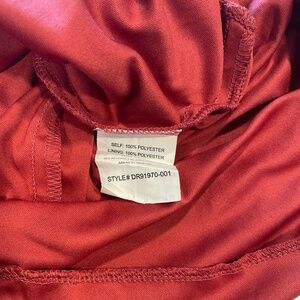 SELF: 100% POLYESTER
LINING: 100% POLYESTER
STYLE# DR91970-001